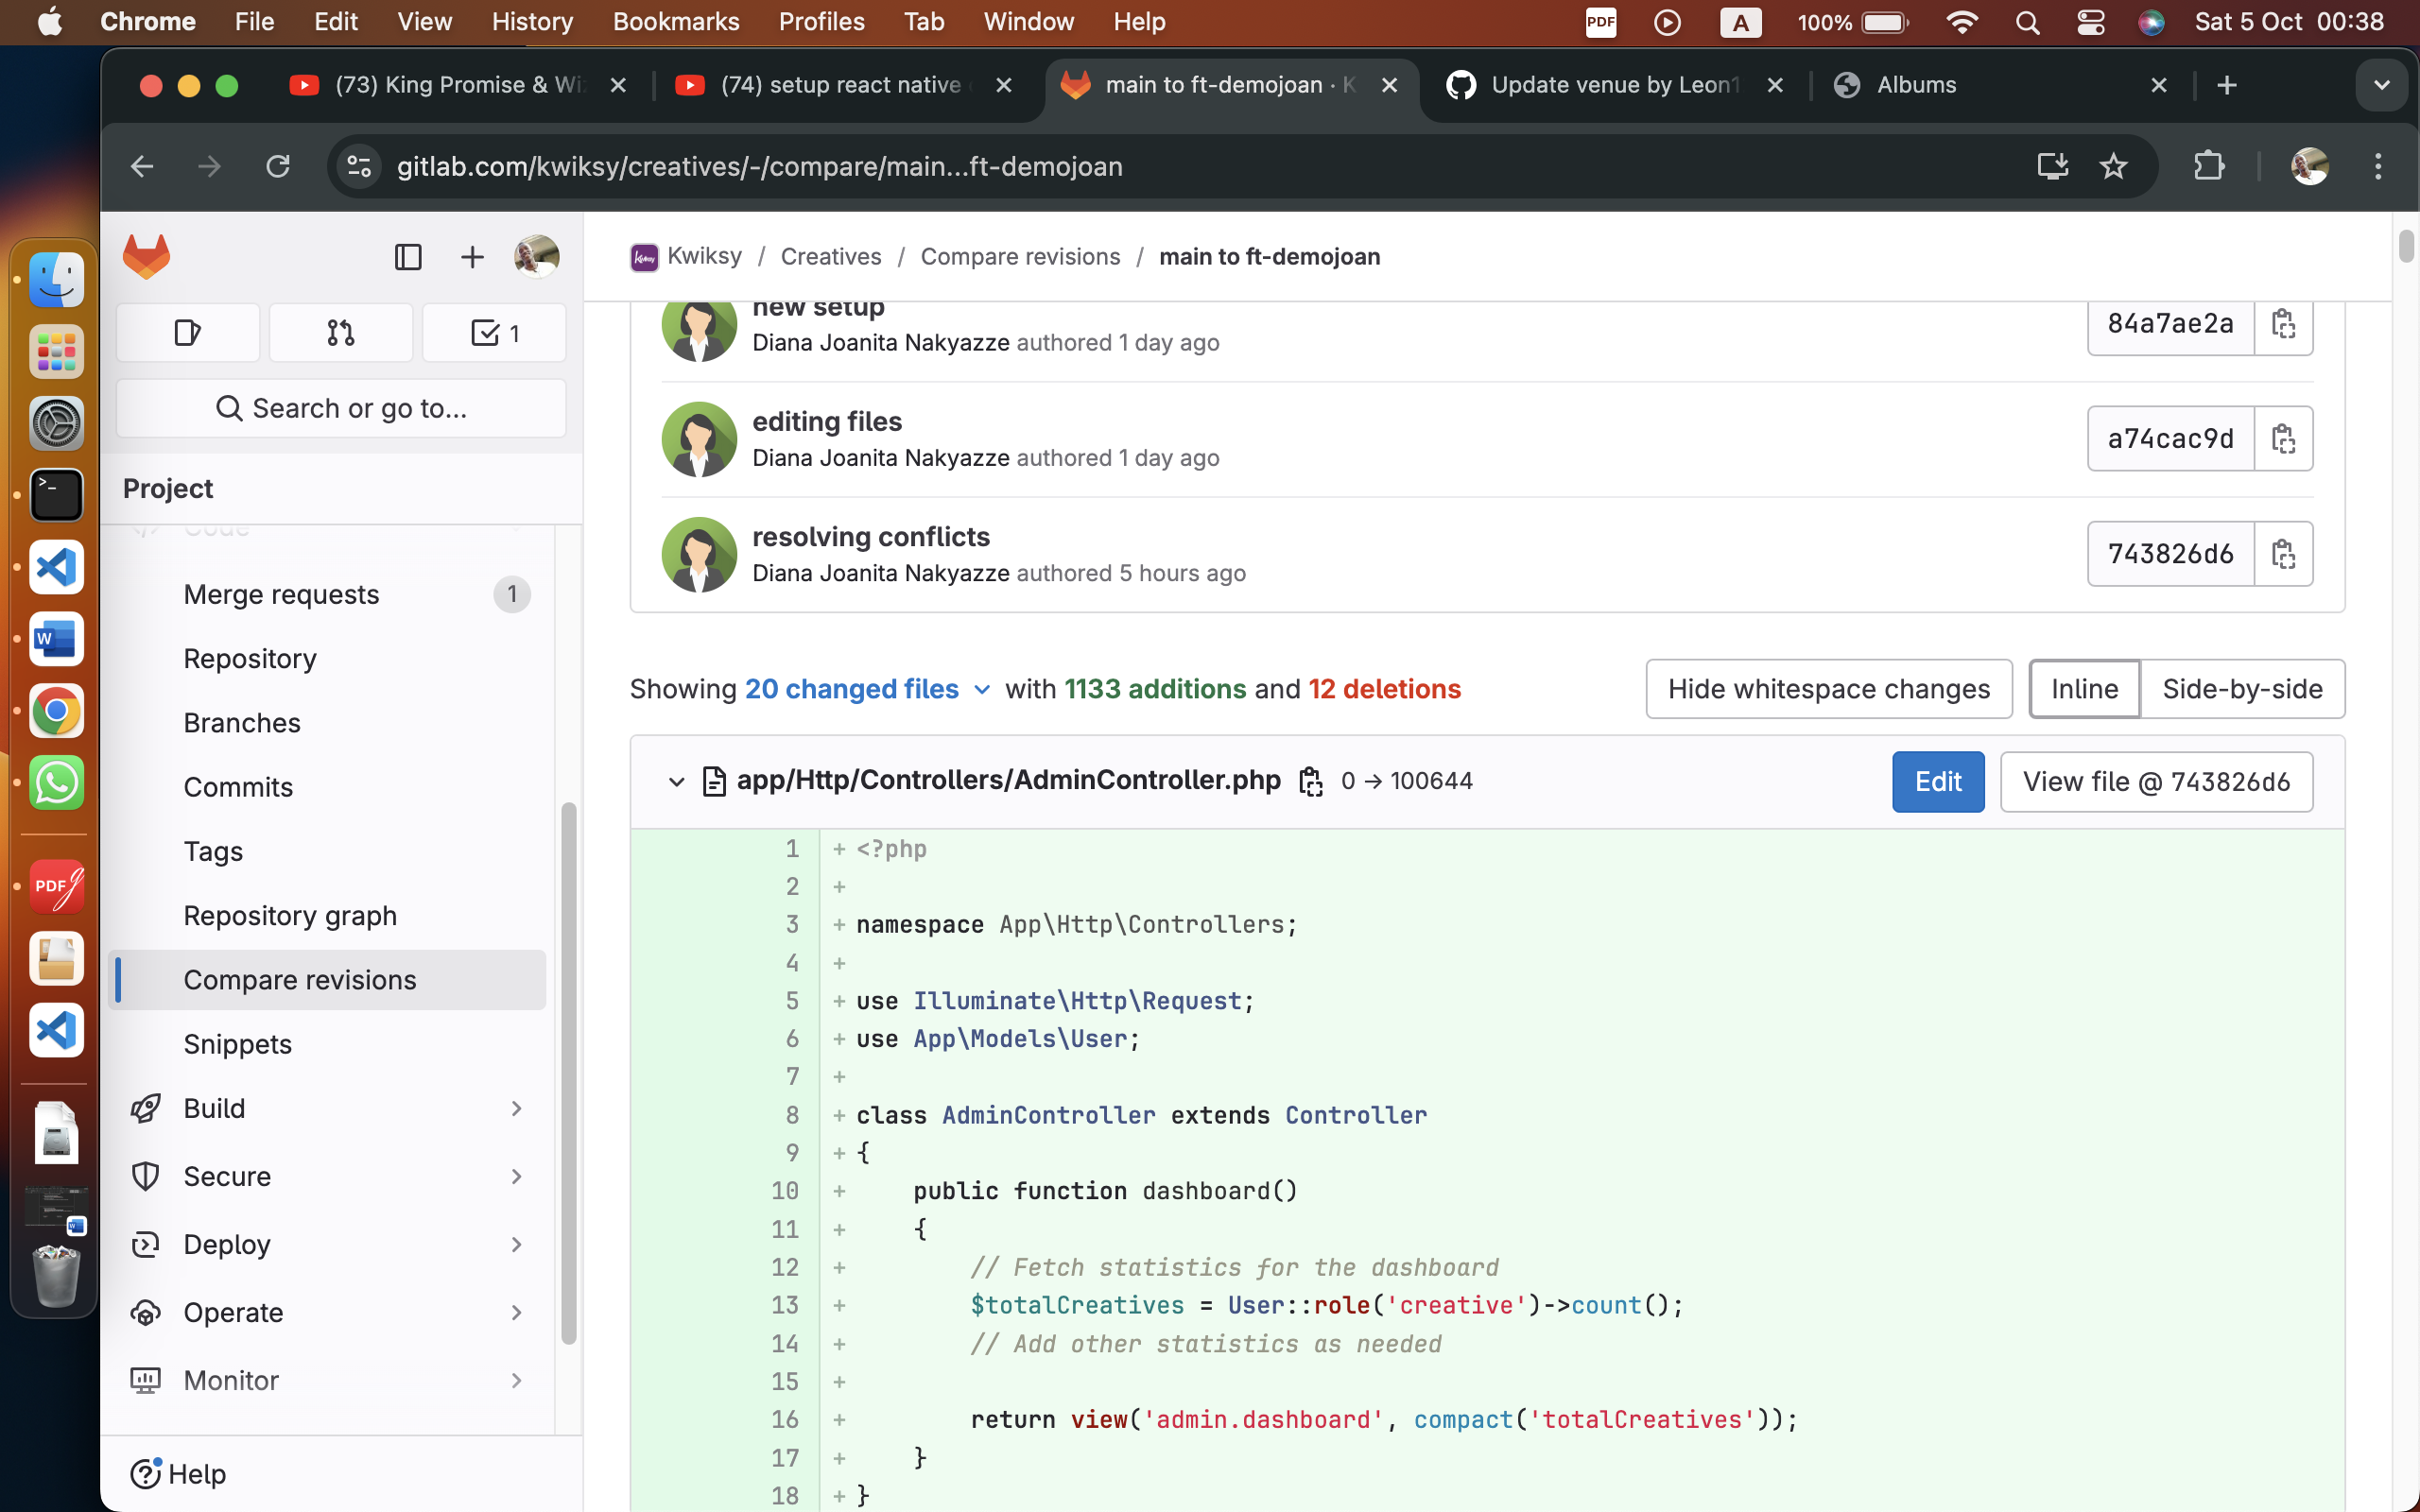 Chrome File Edit View History Bookmarks Profiles Tab Window Help PDF A 100% Sat 5 Oct 00:38
(73) King Promise & Wi
(74) setup react native
main to ft-demojoan · K
Update venue by Leon1
Albums
gitlab.com/kwiksy/creatives/-/compare/main...ft-demojoan
1
Search or go to...
Project
Code
Merge requests 1
Repository
Branches
Commits
Tags
Repository graph
Compare revisions
Snippets
Build
Secure
Deploy
Operate
Monitor
Help
Kwiksy / Creatives / Compare revisions / main to ft-demojoan
new setup
Diana Joanita Nakyazze authored 1 day ago
84a7ae2a
editing files
Diana Joanita Nakyazze authored 1 day ago
a74cac9d
resolving conflicts
Diana Joanita Nakyazze authored 5 hours ago
743826d6
Showing 20 changed files with 1133 additions and 12 deletions
Hide whitespace changes Inline Side-by-side
app/Http/Controllers/AdminController.php 0 → 100644
Edit View file @ 743826d6
1 + <?php
2 +
3 + namespace App\Http\Controllers;
4 +
5 + use Illuminate\Http\Request;
6 + use App\Models\User;
7 +
8 + class AdminController extends Controller
9 + {
10 + public function dashboard()
11 + {
12 + // Fetch statistics for the dashboard
13 + $totalCreatives = User::role('creative')->count();
14 + // Add other statistics as needed
15 +
16 + return view('admin.dashboard', compact('totalCreatives'));
17 + }
18 + }